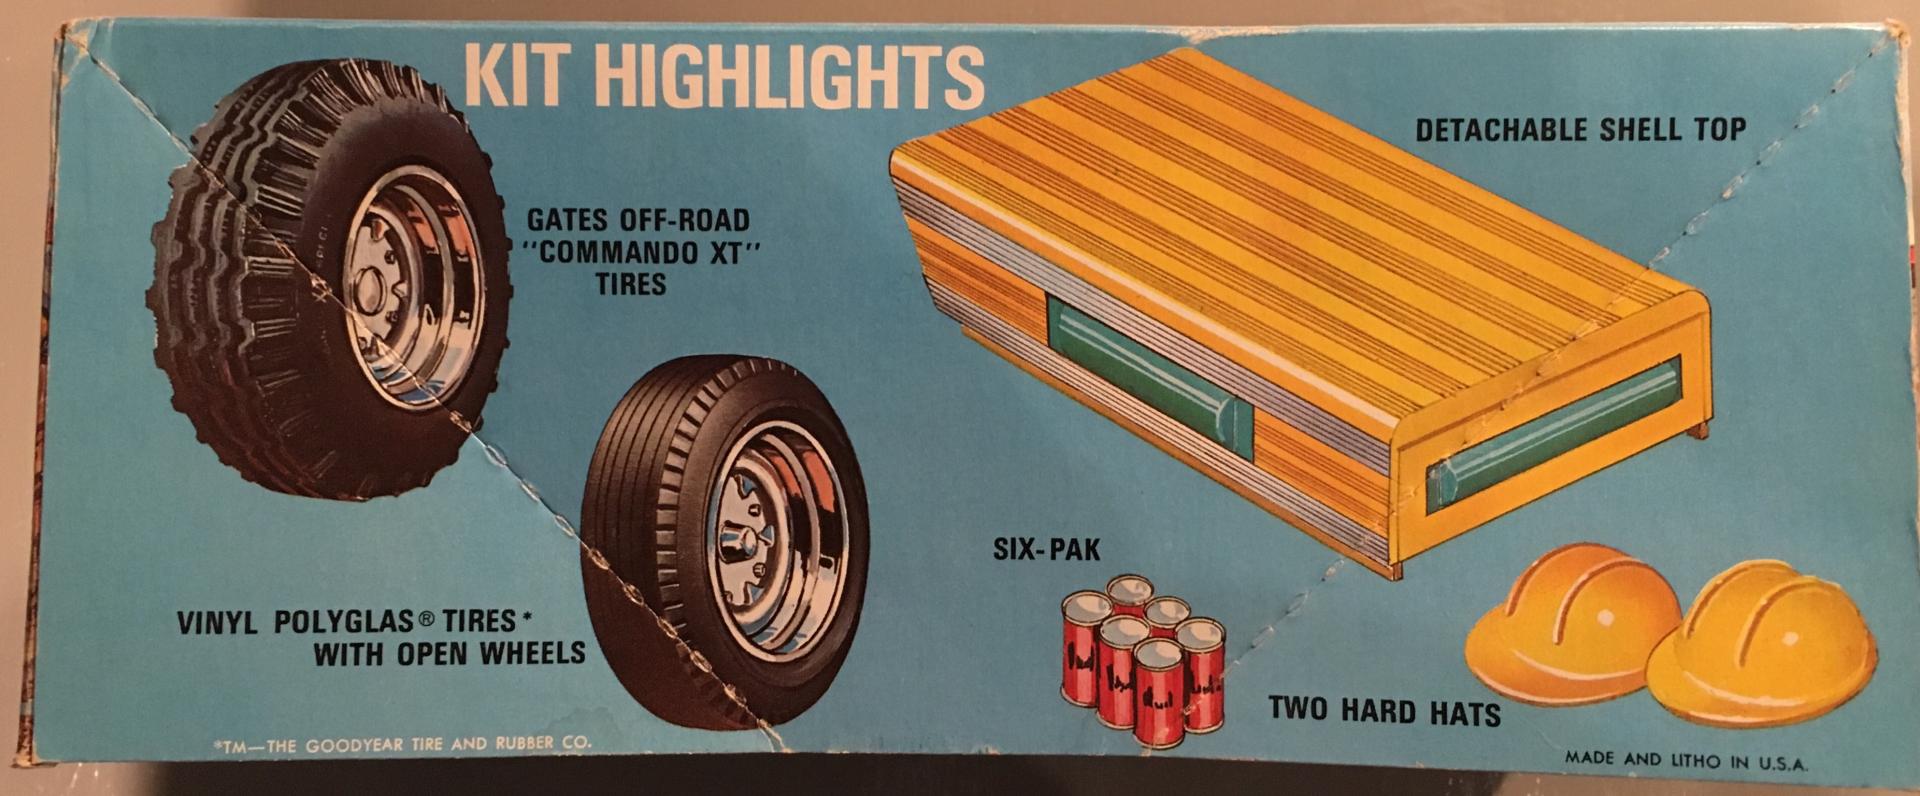 KIT HIGHLIGHTS
DETACHABLE SHELL TOP
GATES OFF-ROAD
"COMMANDO XT"
TIRES
SIX-PAK
VINYL POLYGLAS® TIRES*
WITH OPEN WHEELS
TWO HARD HATS
*TM—THE GOODYEAR TIRE AND RUBBER CO.
MADE AND LITHO IN U.S.A.